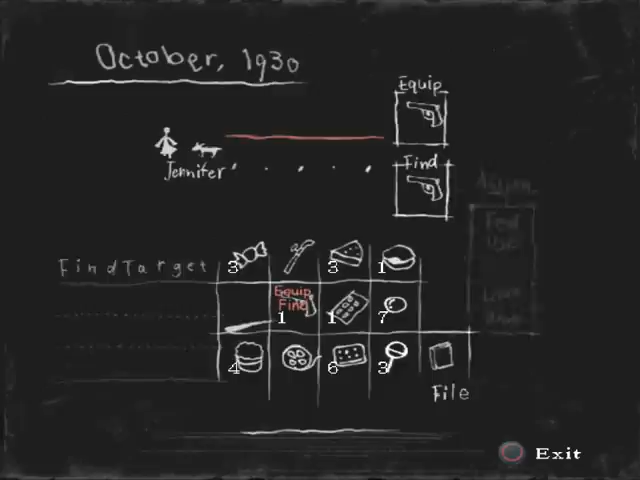 October, 1930
Equip
Jennifer
Find
FindTarget
3
3
1
Equip
Find
1
1
7
4
6
3
File
Exit